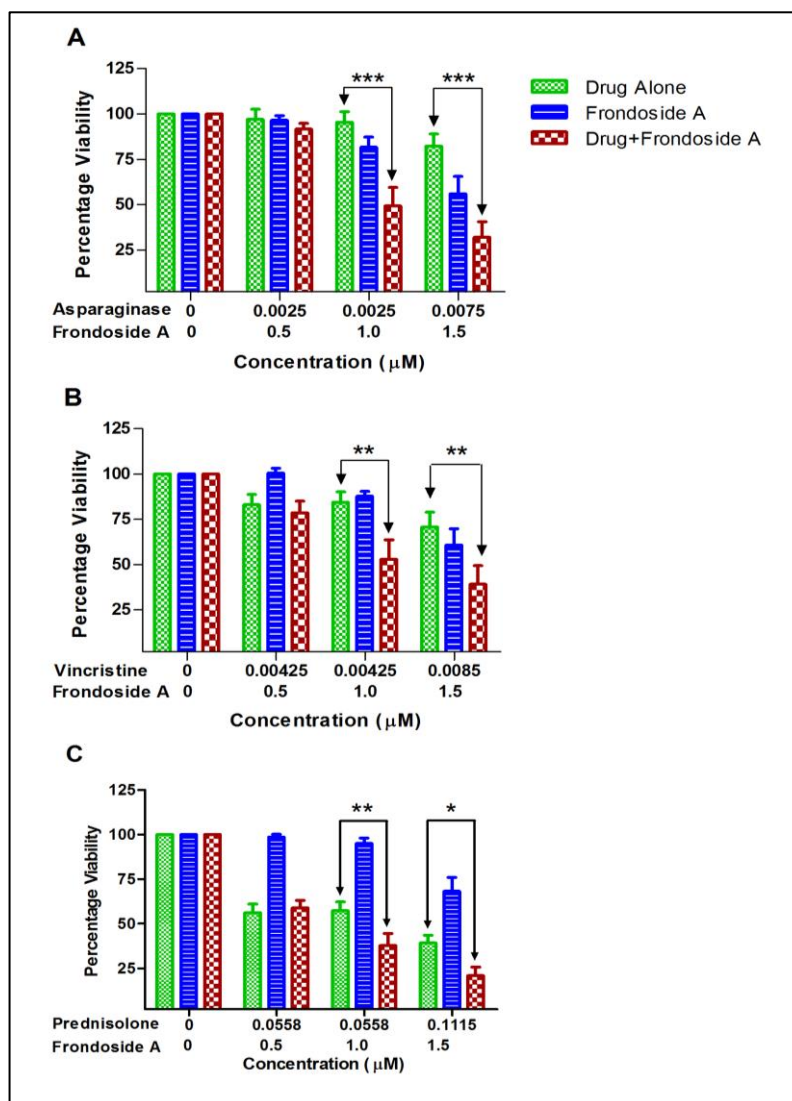 A
125
100
75
50
25
Percentage Viability
*** ***
Drug Alone
Frondoside A
Drug+Frondoside A
Asparaginase 0 0.0025 0.0025 0.0075
Frondoside A 0 0.5 1.0 1.5
Concentration ( μM)
B
125
100
75
50
25
Percentage Viability
** **
Vincristine 0 0.00425 0.00425 0.0085
Frondoside A 0 0.5 1.0 1.5
Concentration (μM)
C
125
100
75
50
25
Percentage Viability
** *
Prednisolone 0 0.0558 0.0558 0.1115
Frondoside A 0 0.5 1.0 1.5
Concentration ( μM)